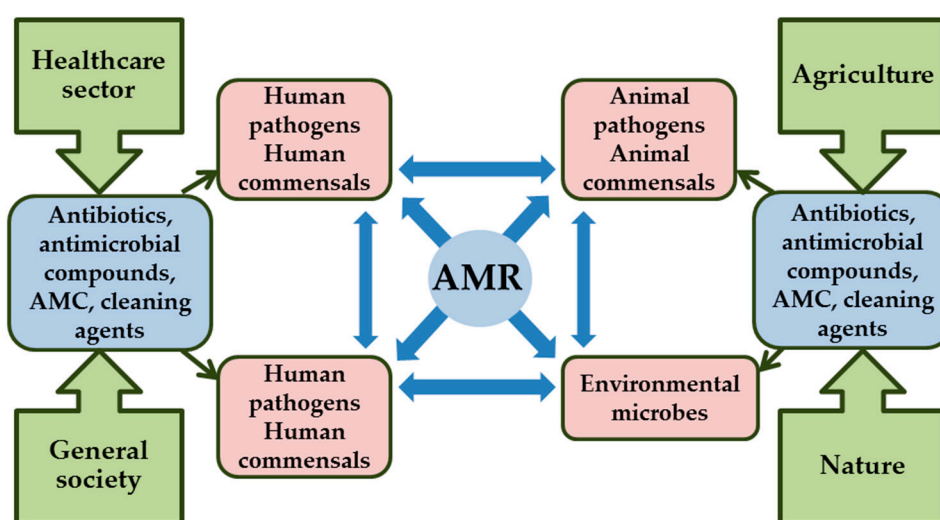 Healthcare
sector
Human
pathogens
Human
commensals
Animal
pathogens
Animal
commensals
Agriculture
Antibiotics,
antimicrobial
compounds,
AMC, cleaning
agents
AMR
Antibiotics,
antimicrobial
compounds,
AMC, cleaning
agents
General
society
Human
pathogens
Human
commensals
Environmental
microbes
Nature